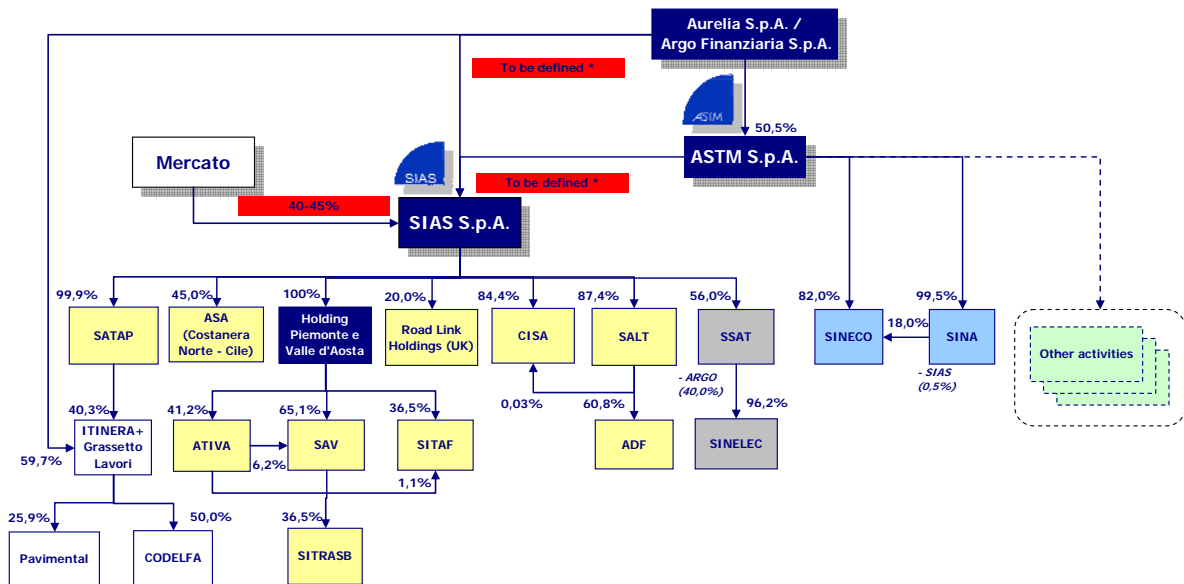 Aurelia S.p.A. /
Argo Finanziaria S.p.A.
To be defined *
ASIM
50,5%
Mercato
SIAS
ASTM S.p.A.
To be defined *
40-45%
SIAS S.p.A.
99,9%
45,0%
100%
20,0%
84,4%
87,4%
56,0%
82,0%
99,5%
SATAP
ASA
(Costanera
Norte - Cile)
Holding
Piemonte e
Valle d'Aosta
Road Link
Holdings (UK)
CISA
SALT
SSAT
SINECO
18,0%
SINA
Other activities
- ARGO
(40,0%)
- SIAS
(0,5%)
40,3%
41,2%
65,1%
36,5%
0,03%
60,8%
96,2%
59,7%
ITINERA+
Grassetto
Lavori
ATIVA
6,2%
SAV
SITAF
1,1%
ADF
SINELEC
25,9%
50,0%
36,5%
Pavimental
CODELFA
SITRASB